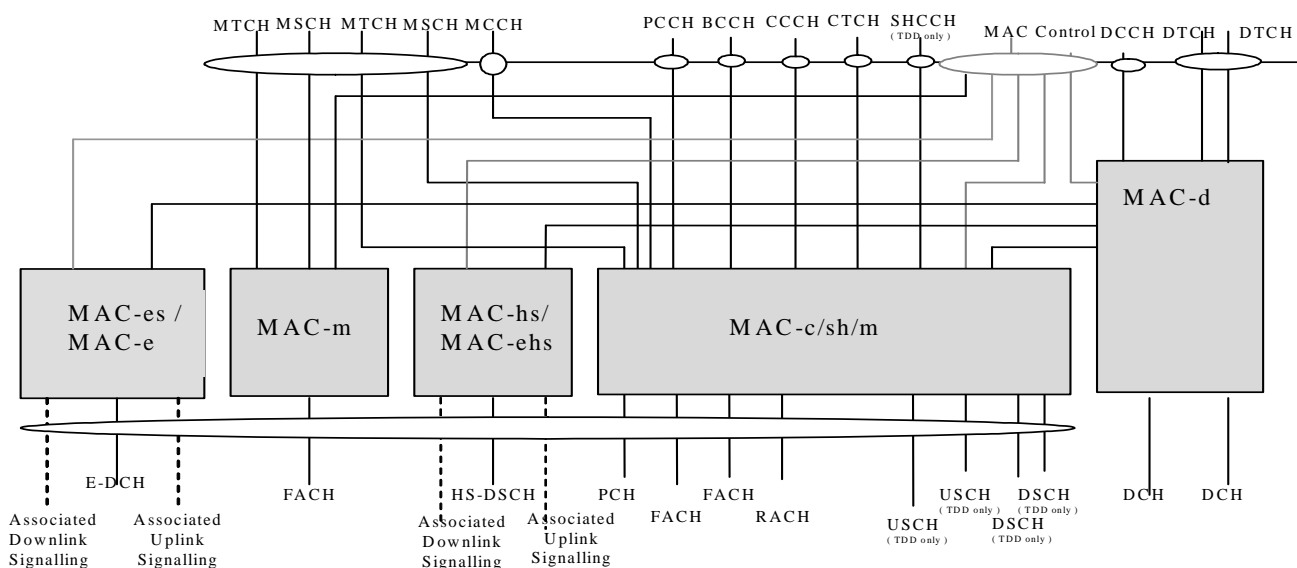 MTCH MSCH MTCH MSCH MCCH
PCCH BCCH CCCH CTCH SHCCH
( TDD only )
MAC Control DCCH DTCH DTCH
MAC-d
MAC-es /
MAC-e
MAC-m
MAC-hs/
MAC-ehs
MAC-c/sh/m
E-DCH
FACH
HS-DSCH
PCH
FACH
FACH
RACH
USCH
( TDD only )
USCH
( TDD only )
DSCH
( TDD only )
DSCH
( TDD only )
DCH
DCH
Associated
Downlink
Signalling
Associated
Uplink
Signalling
Associated
Downlink
Signalling
Associated
Uplink
Signalling